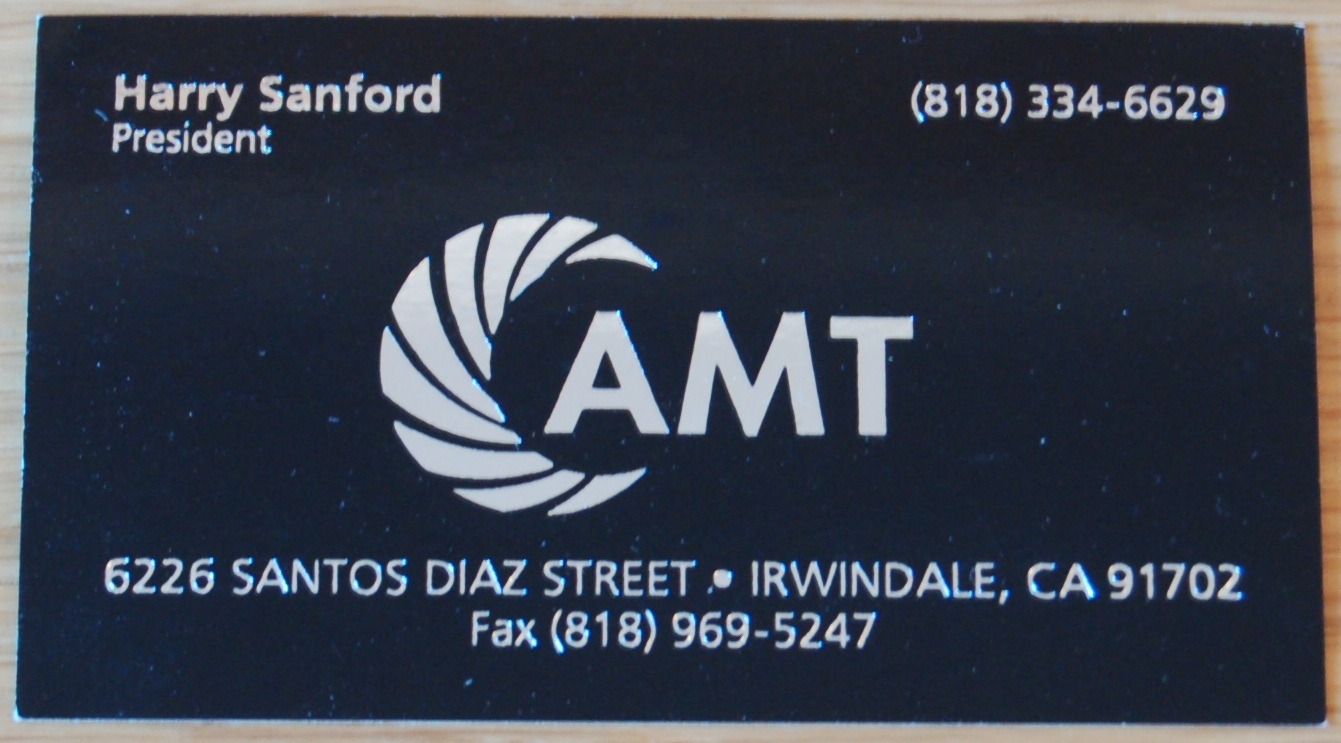 Harry Sanford
President
(818) 334-6629
AMT
6226 SANTOS DIAZ STREET • IRWINDALE, CA 91702
Fax (818) 969-5247